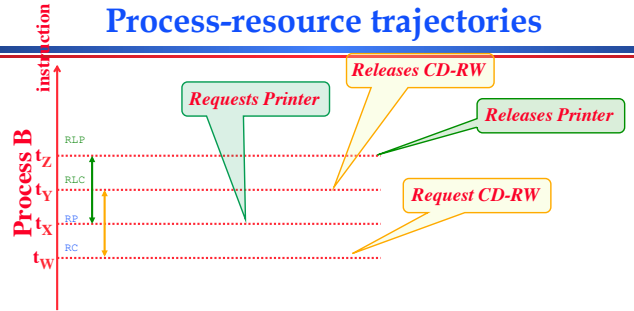 Process-resource trajectories
instruction
Releases CD-RW
Requests Printer
Releases Printer
Process B
RLP
tZ
RLC
tY
Request CD-RW
RP
tX
RC
tW